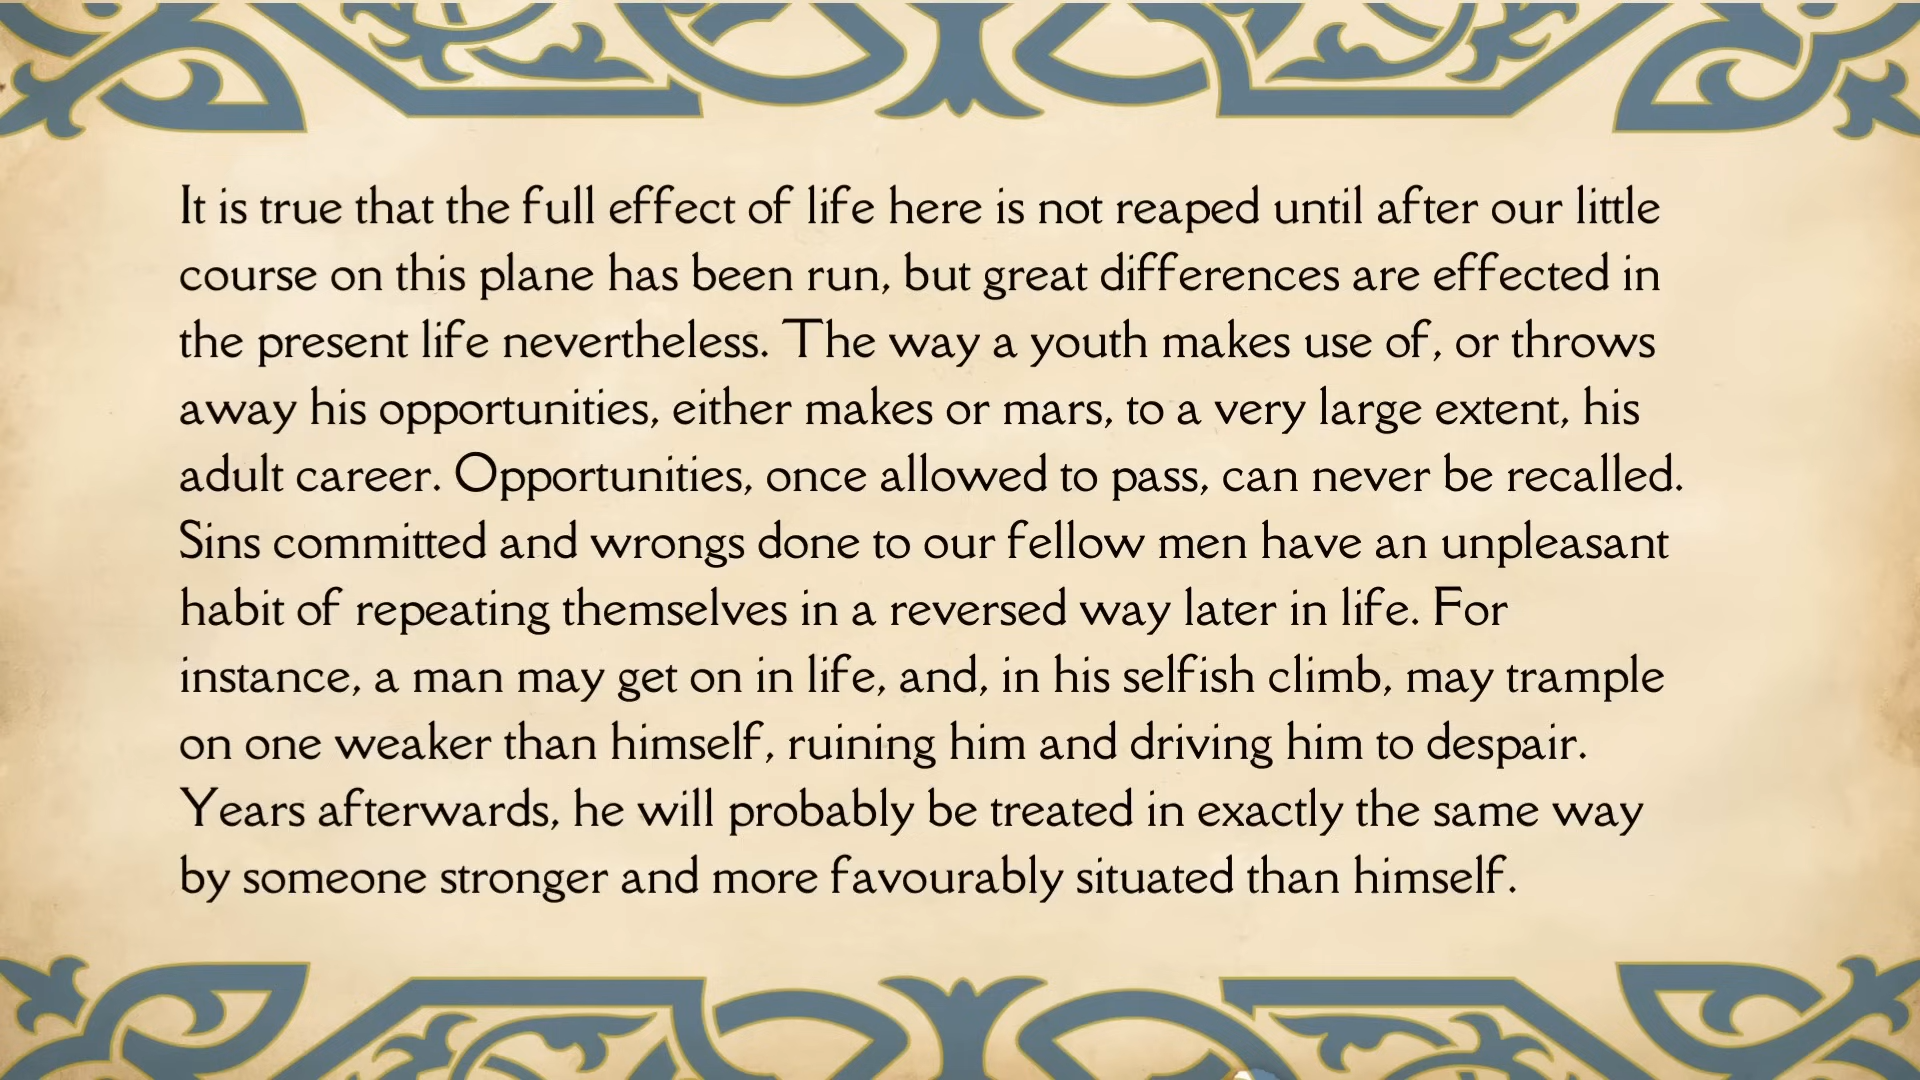 It is true that the full effect of life here is not reaped until after our little
course on this plane has been run, but great differences are effected in
the present life nevertheless. The way a youth makes use of, or throws
away his opportunities, either makes or mars, to a very large extent, his
adult career. Opportunities, once allowed to pass, can never be recalled.
Sins committed and wrongs done to our fellow men have an unpleasant
habit of repeating themselves in a reversed way later in life. For
instance, a man may get on in life, and, in his selfish climb, may trample
on one weaker than himself, ruining him and driving him to despair.
Years afterwards, he will probably be treated in exactly the same way
by someone stronger and more favourably situated than himself.